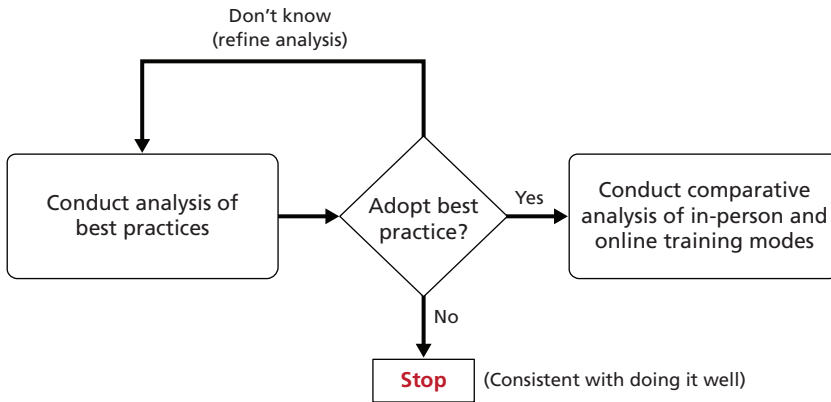 Don’t know
(refine analysis)
Conduct analysis of
best practices
Adopt best
practice?
Yes
Conduct comparative
analysis of in-person and
online training modes
No
Stop
(Consistent with doing it well)